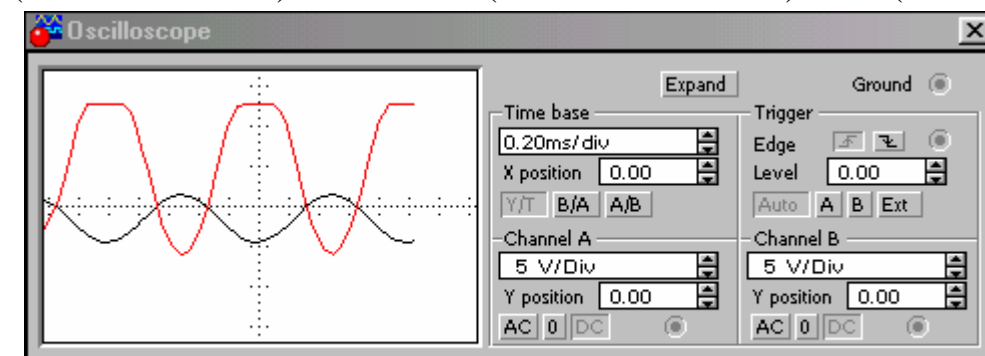 Oscilloscope
Expand
Ground
Time base
0.20ms/div
X position 0.00
Y/T B/A A/B
Trigger
Edge
Level 0.00
Auto A B Ext
Channel A
5 V/Div
Y position 0.00
AC 0 DC
Channel B
5 V/Div
Y position 0.00
AC 0 DC